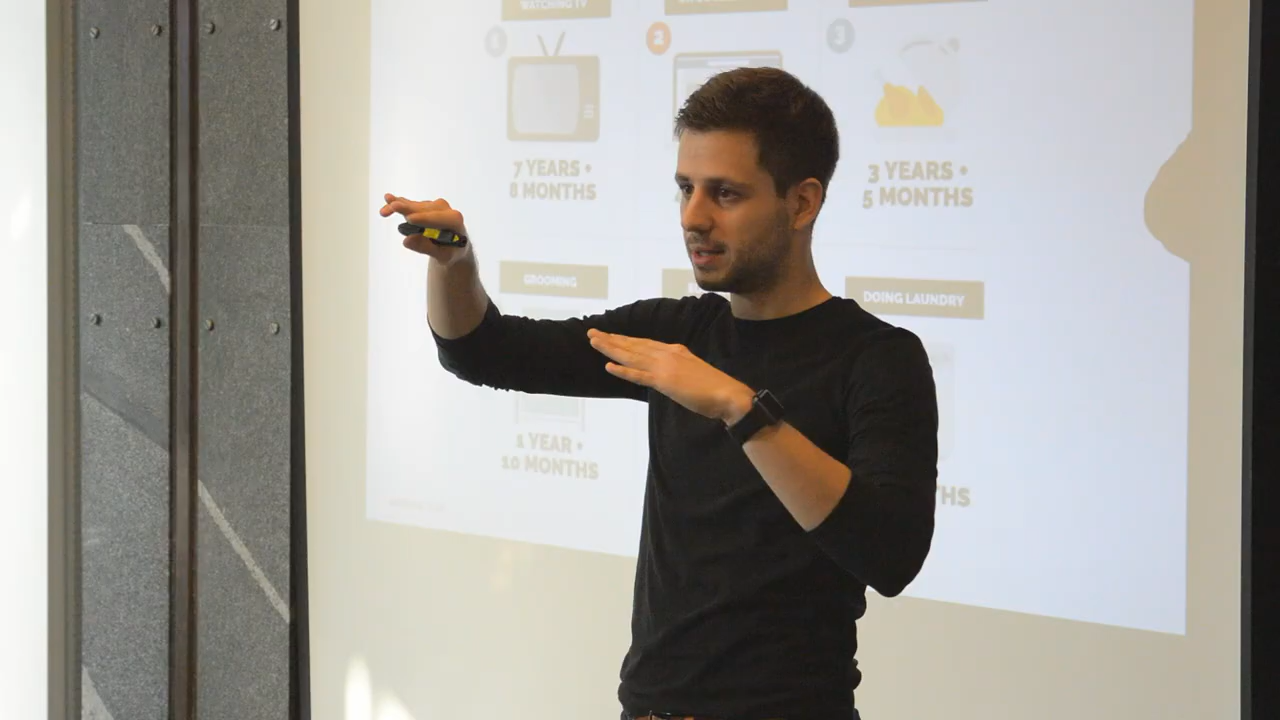 WATCHING TV
1
2
3
7 YEARS •
8 MONTHS
3 YEARS •
5 MONTHS
GROOMING
DOING LAUNDRY
1 YEAR •
10 MONTHS